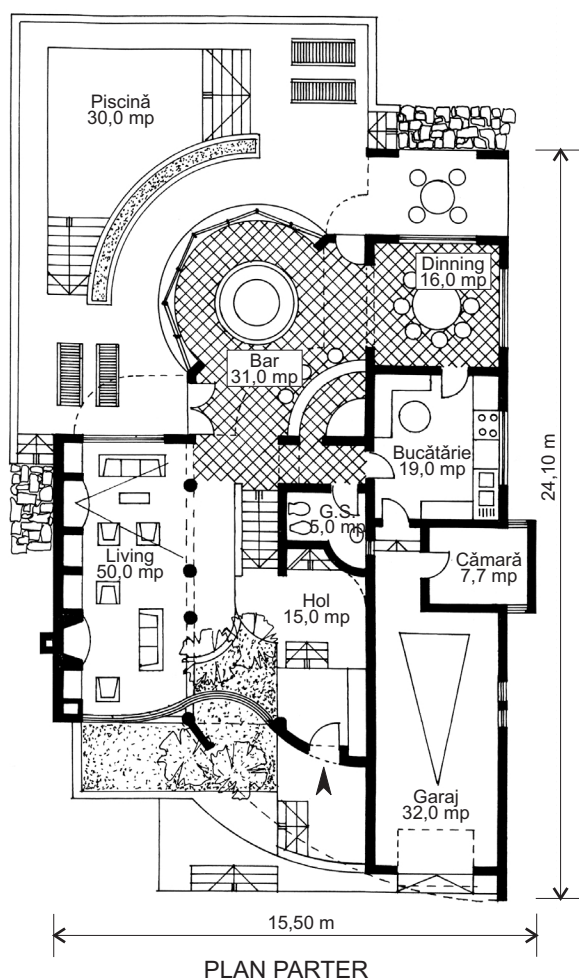 Piscină
30,0 mp
Dinning
16,0 mp
Bar
31,0 mp
Bucătărie
19,0 mp
G.S.
5,0 mp
Living
50,0 mp
Cămară
7,7 mp
Hol
15,0 mp
Garaj
32,0 mp
24,10 m
15,50 m
PLAN PARTER